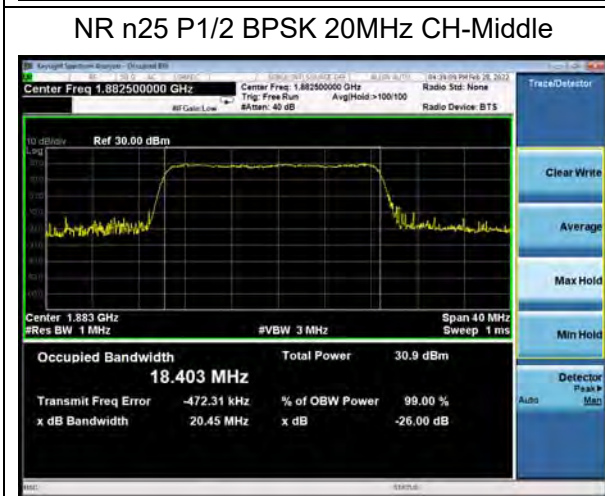 NR n25 P1/2 BPSK 20MHz CH-Middle
Keysight Spectrum Analyzer - Occupied BW
Center Freq 1.882500000 GHz
Center Freq: 1.882500000 GHz
Radio Std: None
Trig: Free Run
Avg|Hold>100/100
#IFGain:Low
#Atten: 40 dB
Radio Device: BTS
Trace/Detector
10 dB/div
Ref 30.00 dBm
Log
Clear Write
Average
Max Hold
Min Hold
Center 1.883 GHz
Span 40 MHz
#Res BW 1 MHz
#VBW 3 MHz
Sweep 1 ms
Occupied Bandwidth
Total Power
30.9 dBm
18.403 MHz
Transmit Freq Error
-472.31 kHz
% of OBW Power
99.00 %
x dB Bandwidth
20.45 MHz
x dB
-26.00 dB
Detector
Peak▶
Auto
Man
MSG
STATUS